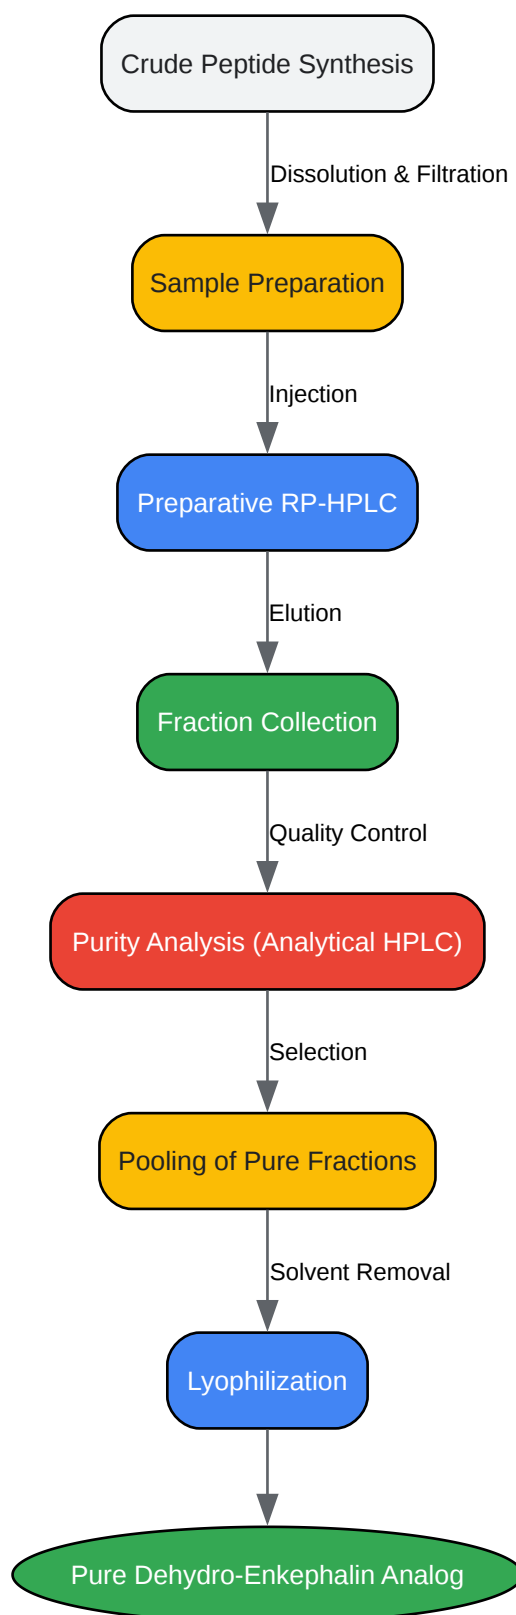 Crude Peptide Synthesis
Dissolution & Filtration
Sample Preparation
Injection
Preparative RP-HPLC
Elution
Fraction Collection
Quality Control
Purity Analysis (Analytical HPLC)
Selection
Pooling of Pure Fractions
Solvent Removal
Lyophilization
Pure Dehydro-Enkephalin Analog